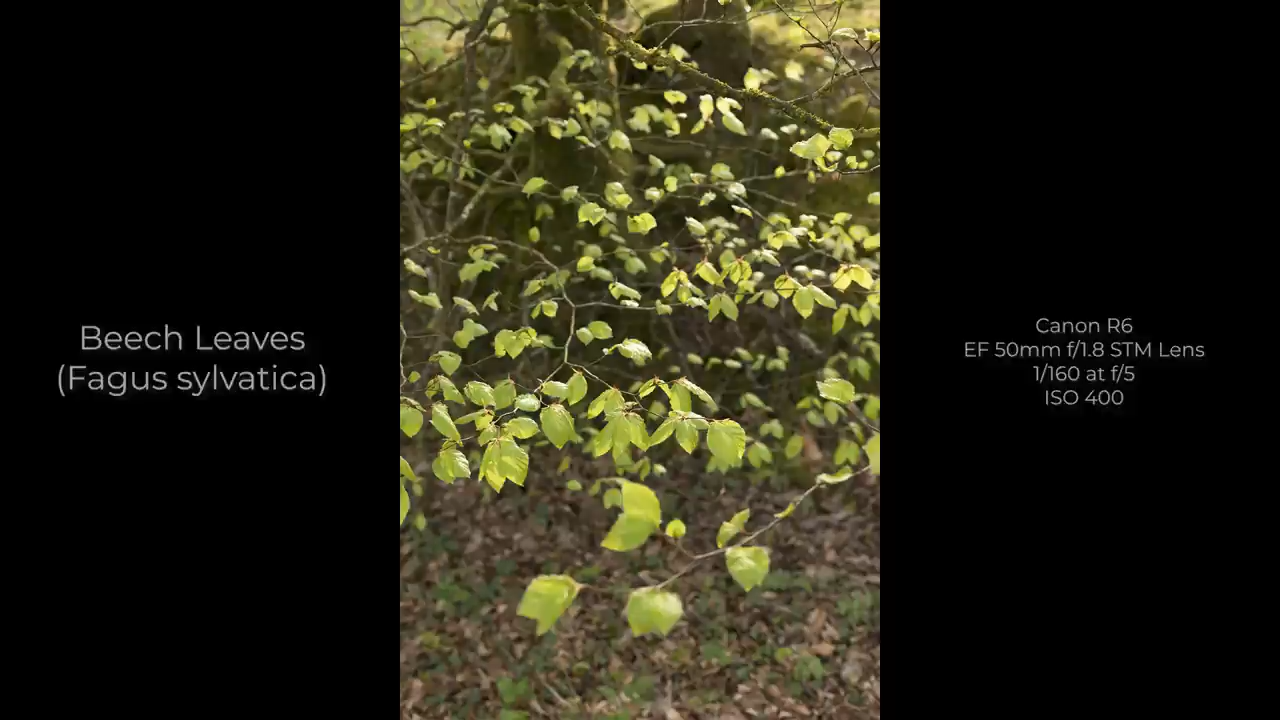 Beech Leaves
(Fagus sylvatica)
Canon R6
EF 50mm f/1.8 STM Lens
1/160 at f/5
ISO 400